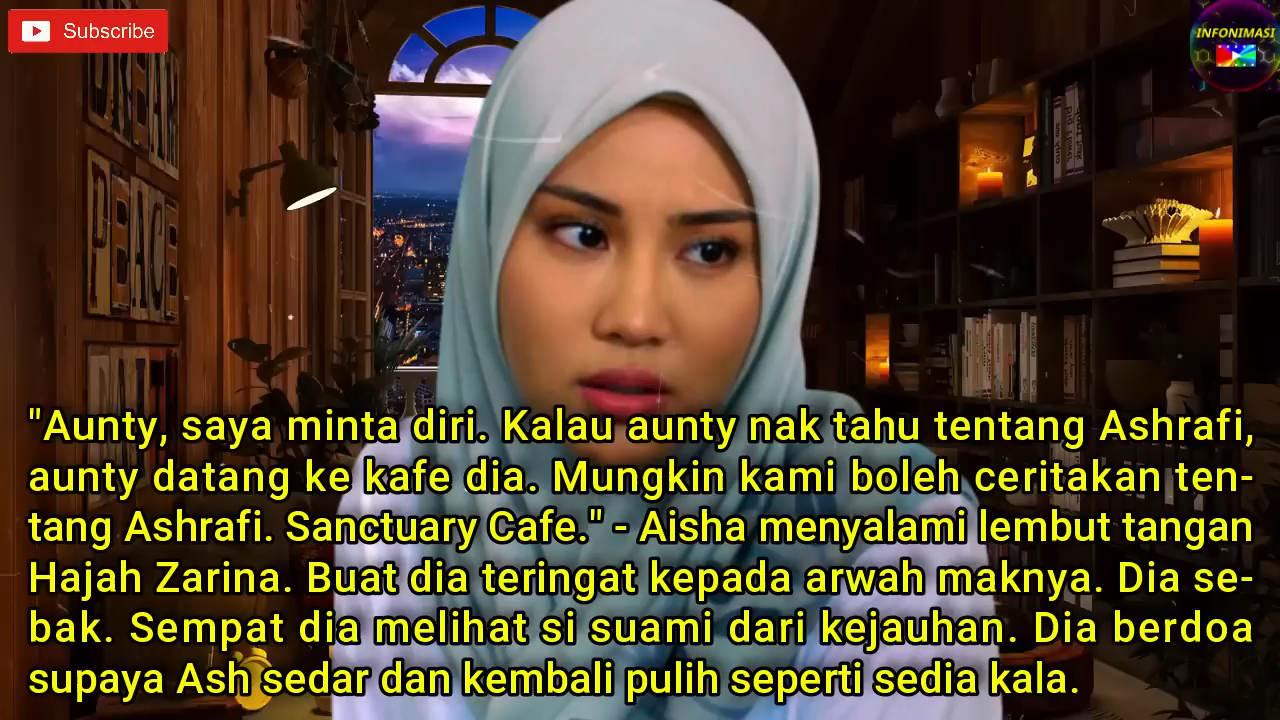 Subscribe
INFONIMASI
DREAM
PEACE
"Aunty, saya minta diri. Kalau aunty nak tahu tentang Ashrafi,
aunty datang ke kafe dia. Mungkin kami boleh ceritakan ten-
tang Ashrafi. Sanctuary Cafe." - Aisha menyalami lembut tangan
Hajah Zarina. Buat dia teringat kepada arwah maknya. Dia se-
bak. Sempat dia melihat si suami dari kejauhan. Dia berdoa
supaya Ash sedar dan kembali pulih seperti sedia kala.